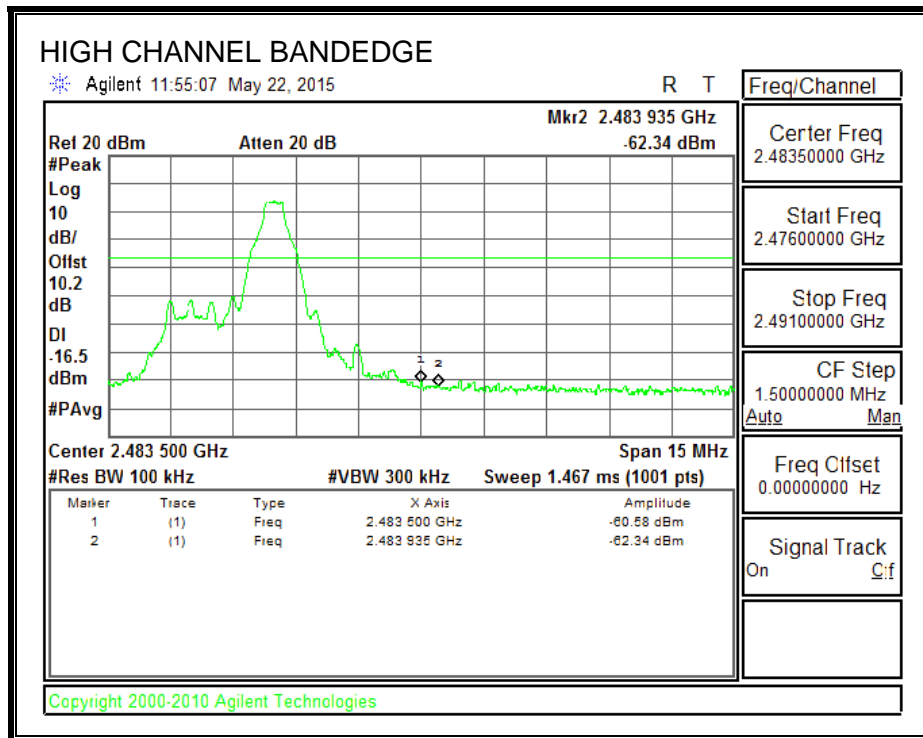 HIGH CHANNEL BANDEDGE
Agilent 11:55:07 May 22, 2015 R T
Mkr2 2.483 935 GHz
Ref 20 dBm Atten 20 dB -62.34 dBm
#Peak
Log
10
dB/
Offst
10.2
dB
DI
-16.5
dBm
#PAvg
1
2
Center 2.483 500 GHz Span 15 MHz
#Res BW 100 kHz #VBW 300 kHz Sweep 1.467 ms (1001 pts)
Marker Trace Type X Axis Amplitude
1 (1) Freq 2.483 500 GHz -60.58 dBm
2 (1) Freq 2.483 935 GHz -62.34 dBm
Freq/Channel
Center Freq
2.48350000 GHz
Start Freq
2.47600000 GHz
Stop Freq
2.49100000 GHz
CF Step
1.50000000 MHz
Auto Man
Freq Offset
0.00000000 Hz
Signal Track
On Off
Copyright 2000-2010 Agilent Technologies